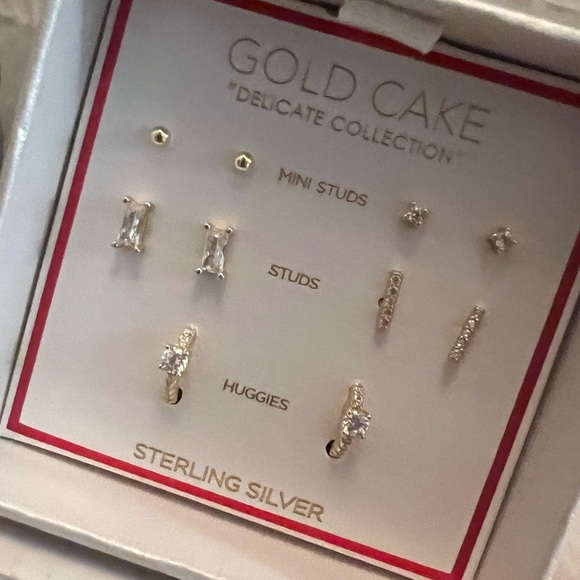 GOLD CAKE
"DELICATE COLLECTION"
MINI STUDS
STUDS
HUGGIES
STERLING SILVER